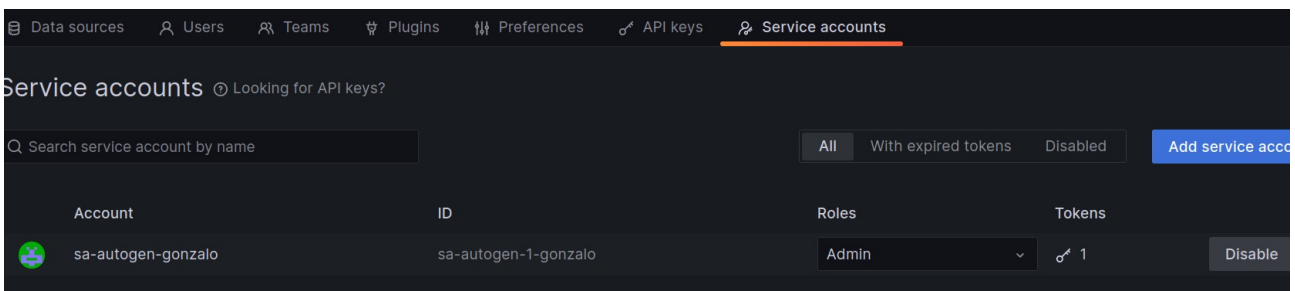 Data sources Users Teams Plugins Preferences API keys Service accounts
Service accounts Looking for API keys?
Search service account by name All With expired tokens Disabled Add service acco
Account ID Roles Tokens
sa-autogen-gonzalo sa-autogen-1-gonzalo Admin 1 Disable